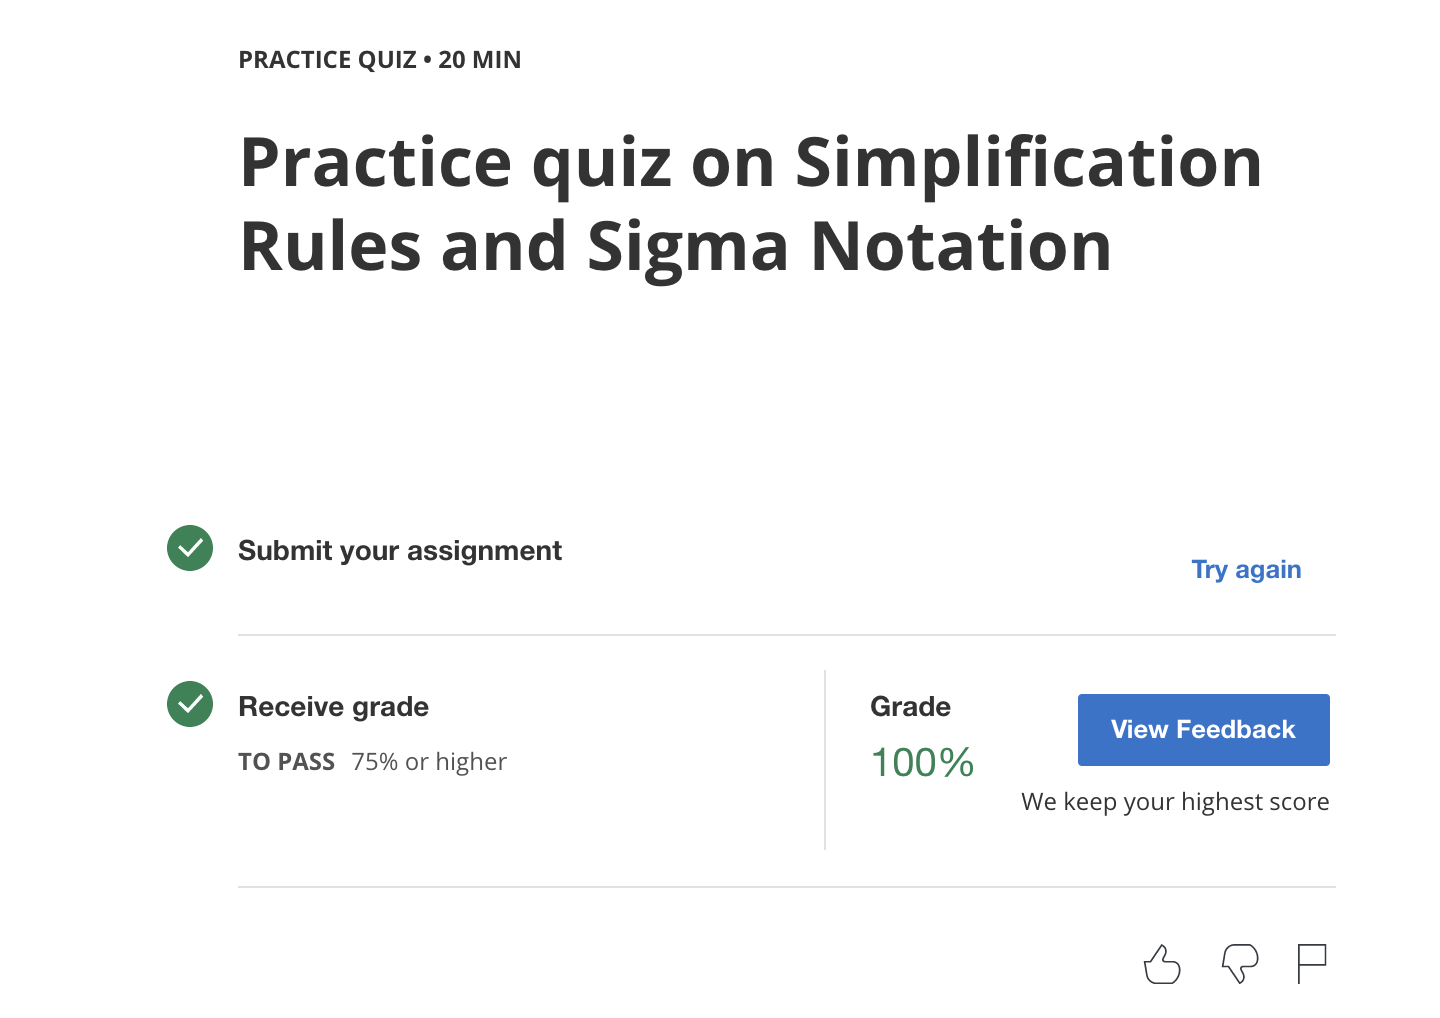 PRACTICE QUIZ • 20 MIN
Practice quiz on Simplification
Rules and Sigma Notation
Submit your assignment
Try again
Receive grade
TO PASS 75% or higher
Grade
100%
View Feedback
We keep your highest score